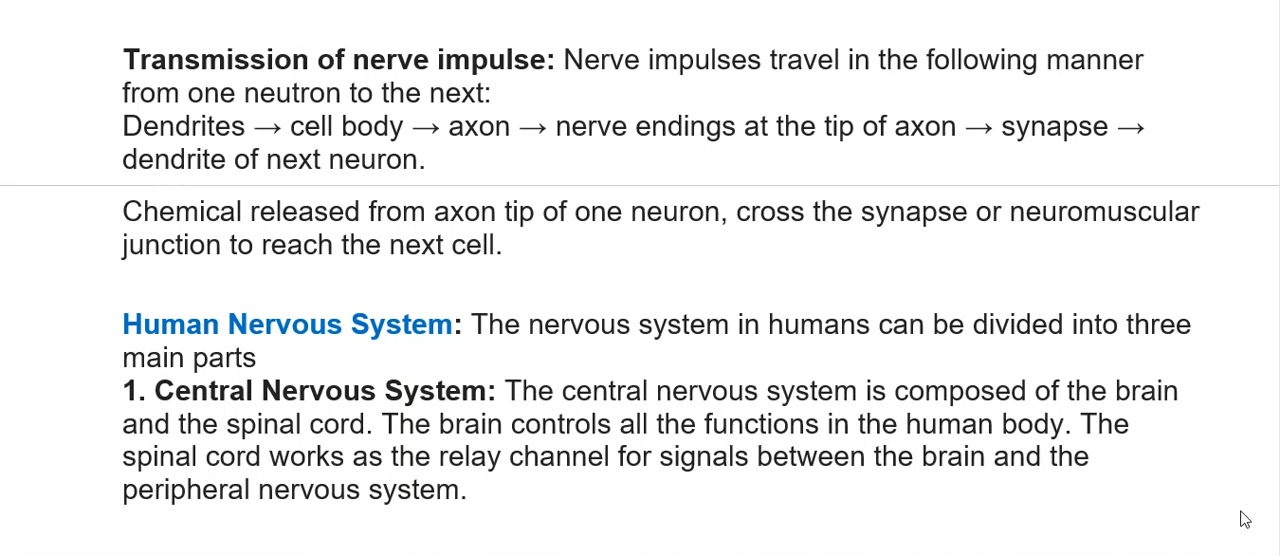 Transmission of nerve impulse: Nerve impulses travel in the following manner
from one neutron to the next:
Dendrites → cell body → axon → nerve endings at the tip of axon → synapse →
dendrite of next neuron.
Chemical released from axon tip of one neuron, cross the synapse or neuromuscular
junction to reach the next cell.
Human Nervous System: The nervous system in humans can be divided into three
main parts
1. Central Nervous System: The central nervous system is composed of the brain
and the spinal cord. The brain controls all the functions in the human body. The
spinal cord works as the relay channel for signals between the brain and the
peripheral nervous system.